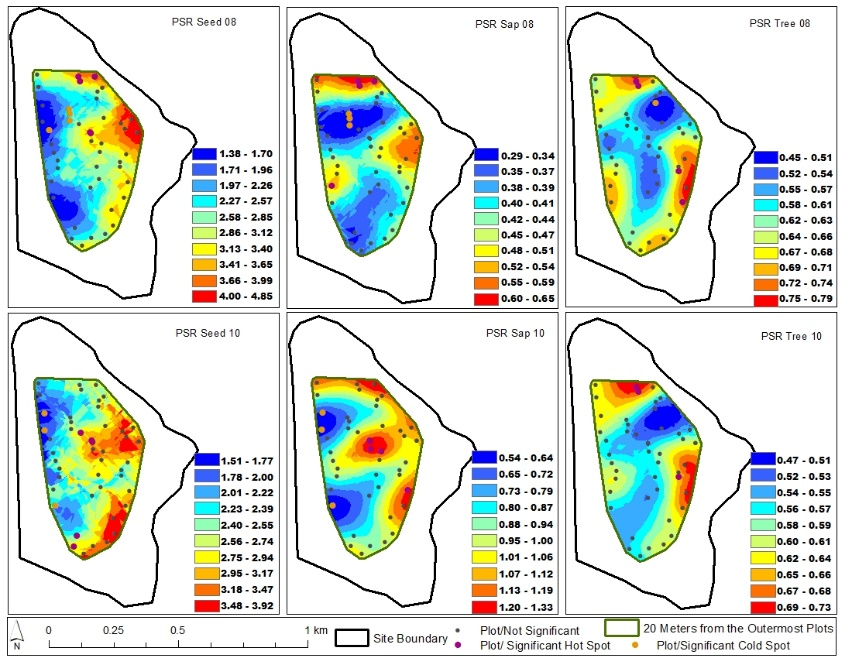 PSR Seed 08
1.38 - 1.70
1.71 - 1.96
1.97 - 2.26
2.27 - 2.57
2.58 - 2.85
2.86 - 3.12
3.13 - 3.40
3.41 - 3.65
3.66 - 3.99
4.00 - 4.85
PSR Sap 08
0.29 - 0.34
0.35 - 0.37
0.38 - 0.39
0.40 - 0.41
0.42 - 0.44
0.45 - 0.47
0.48 - 0.51
0.52 - 0.54
0.55 - 0.59
0.60 - 0.65
PSR Tree 08
0.45 - 0.51
0.52 - 0.54
0.55 - 0.57
0.58 - 0.61
0.62 - 0.63
0.64 - 0.66
0.67 - 0.68
0.69 - 0.71
0.72 - 0.74
0.75 - 0.79
PSR Seed 10
1.51 - 1.77
1.78 - 2.00
2.01 - 2.22
2.23 - 2.39
2.40 - 2.55
2.56 - 2.74
2.75 - 2.94
2.95 - 3.17
3.18 - 3.47
3.48 - 3.92
PSR Sap 10
0.54 - 0.64
0.65 - 0.72
0.73 - 0.79
0.80 - 0.87
0.88 - 0.94
0.95 - 1.00
1.01 - 1.06
1.07 - 1.12
1.13 - 1.19
1.20 - 1.33
PSR Tree 10
0.47 - 0.51
0.52 - 0.53
0.54 - 0.55
0.56 - 0.57
0.58 - 0.59
0.60 - 0.61
0.62 - 0.64
0.65 - 0.66
0.67 - 0.68
0.69 - 0.73
N
0 0.25 0.5 1 km
Site Boundary
Plot/Not Significant
Plot/ Significant Hot Spot
20 Meters from the Outermost Plots
Plot/Significant Cold Spot